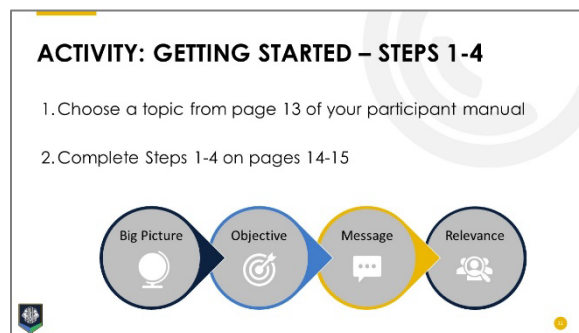 ACTIVITY: GETTING STARTED – STEPS 1-4
1. Choose a topic from page 13 of your participant manual
2. Complete Steps 1-4 on pages 14-15
Big Picture
Objective
Message
Relevance